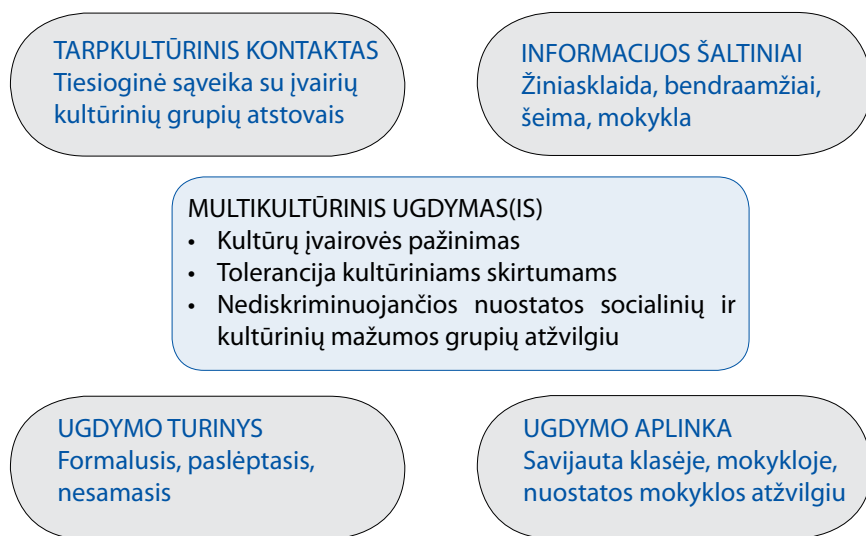 TARPKULTŪRINIS KONTAKTAS
Tiesioginė sąveika su įvairių
kultūrinių grupių atstovais
INFORMACIJOS ŠALTINIAI
Žiniasklaida, bendraamžiai,
šeima, mokykla
MULTIKULTŪRINIS UGDYMAS(IS)
• Kultūrų įvairovės pažinimas
• Tolerancija kultūriniams skirtumams
• Nediskriminuojančios nuostatos socialinių ir
kultūrinių mažumos grupių atžvilgiu
UGDYMO TURINYS
Formalusis, paslėptasis,
nesamasis
UGDYMO APLINKA
Savijauta klasėje, mokykloje,
nuostatos mokyklos atžvilgiu